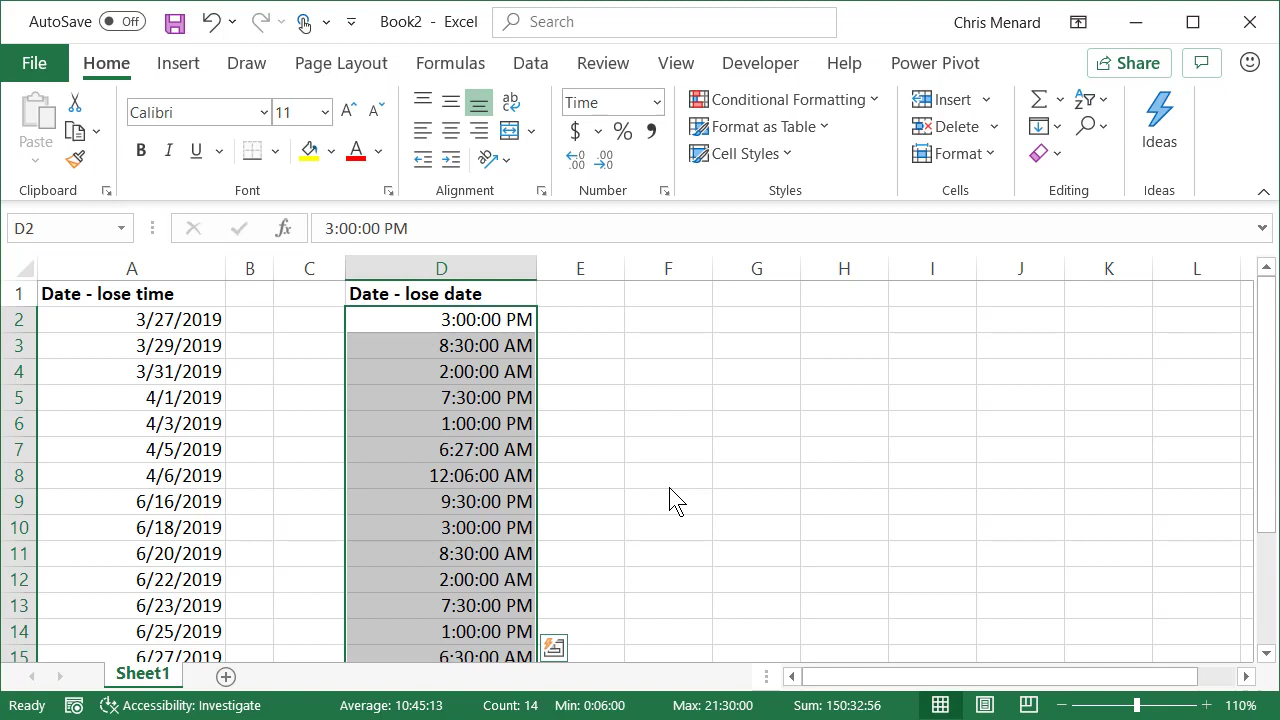 AutoSave Off Book2 - Excel Search Chris Menard
File Home Insert Draw Page Layout Formulas Data Review View Developer Help Power Pivot Share
Paste
Clipboard
Calibri 11
B I U A
Font
ab
Alignment
Time
$ % ,
Number
Conditional Formatting
Format as Table
Cell Styles
Styles
Insert
Delete
Format
Cells
Editing
Ideas
Ideas
D2 fx 3:00:00 PM
A B C D E F G H I J K L
1 Date - lose time Date - lose date
2 3/27/2019 3:00:00 PM
3 3/29/2019 8:30:00 AM
4 3/31/2019 2:00:00 AM
5 4/1/2019 7:30:00 PM
6 4/3/2019 1:00:00 PM
7 4/5/2019 6:27:00 AM
8 4/6/2019 12:06:00 AM
9 6/16/2019 9:30:00 PM
10 6/18/2019 3:00:00 PM
11 6/20/2019 8:30:00 AM
12 6/22/2019 2:00:00 AM
13 6/23/2019 7:30:00 PM
14 6/25/2019 1:00:00 PM
15 6/27/2019 6:30:00 AM
Sheet1
Ready Accessibility: Investigate Average: 10:45:13 Count: 14 Min: 0:06:00 Max: 21:30:00 Sum: 150:32:56 110%